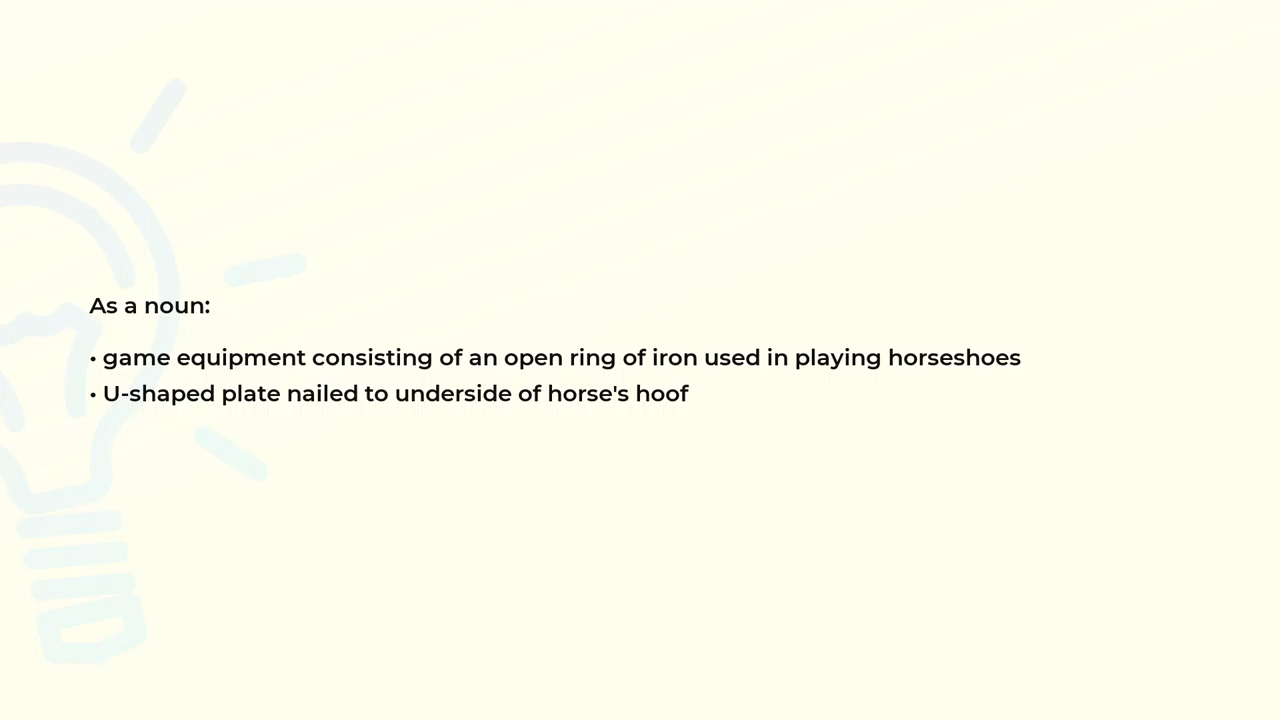 As a noun:
• game equipment consisting of an open ring of iron used in playing horseshoes
• U-shaped plate nailed to underside of horse's hoof